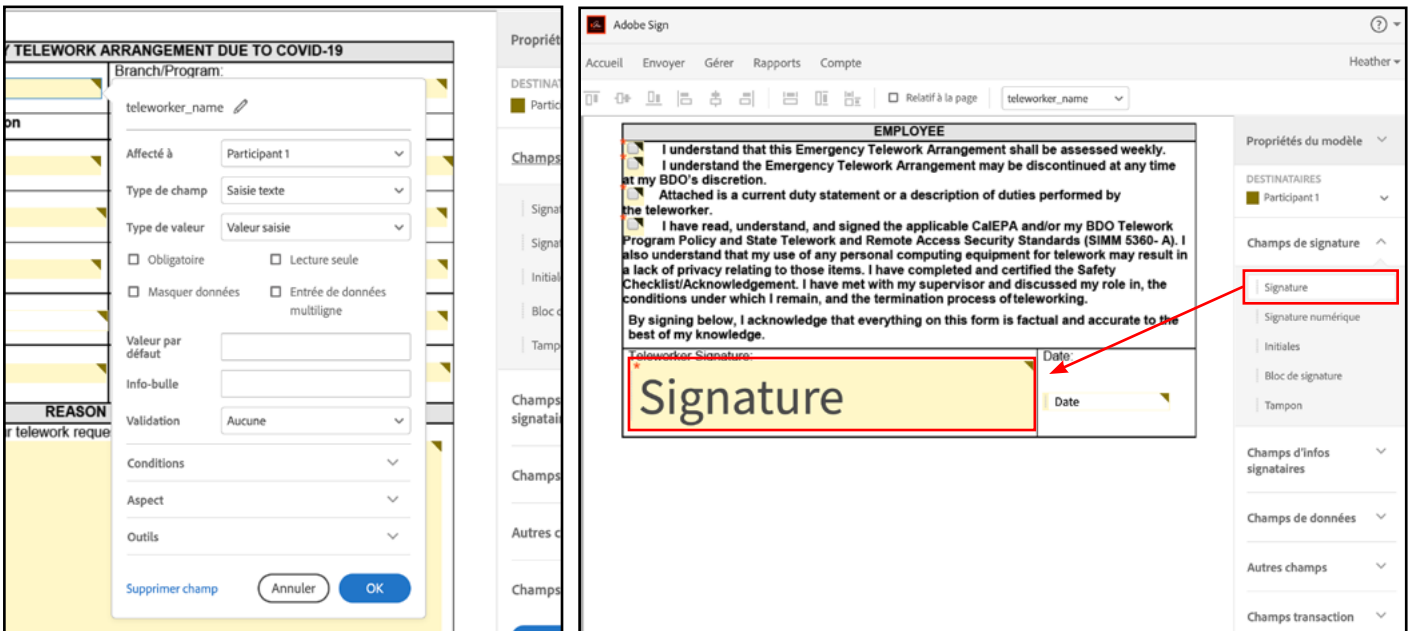 Y TELEWORK ARRANGEMENT DUE TO COVID-19
Branch/Program:
on
teleworker_name
Affecté à
Participant 1
Type de champ
Saisie texte
Type de valeur
Valeur saisie
Obligatoire
Lecture seule
Masquer données
Entrée de données
multiligne
Valeur par
défaut
Info-bulle
Validation
Aucune
Conditions
Aspect
Outils
Supprimer champ
Annuler
OK
REASON
r telework reque
Propriét
DESTINAT
Partic
Champs
Signat
Signat
Initial
Bloc d
Tamp
Champs
signatair
Champs
Autres c
Champs
Adobe Sign
?
Accueil Envoyer Gérer Rapports Compte
Heather
Relatif à la page
teleworker_name
EMPLOYEE
I understand that this Emergency Telework Arrangement shall be assessed weekly.
I understand the Emergency Telework Arrangement may be discontinued at any time
at my BDO's discretion.
Attached is a current duty statement or a description of duties performed by
the teleworker.
I have read, understand, and signed the applicable CalEPA and/or my BDO Telework
Program Policy and State Telework and Remote Access Security Standards (SIMM 5360- A). I
also understand that my use of any personal computing equipment for telework may result in
a lack of privacy relating to those items. I have completed and certified the Safety
Checklist/Acknowledgement. I have met with my supervisor and discussed my role in, the
conditions under which I remain, and the termination process of teleworking.
By signing below, I acknowledge that everything on this form is factual and accurate to the
best of my knowledge.
Teleworker Signature:
Date:
* Signature
Date
Propriétés du modèle
DESTINATAIRES
Participant 1
Champs de signature
Signature
Signature numérique
Initiales
Bloc de signature
Tampon
Champs d'infos
signataires
Champs de données
Autres champs
Champs transaction